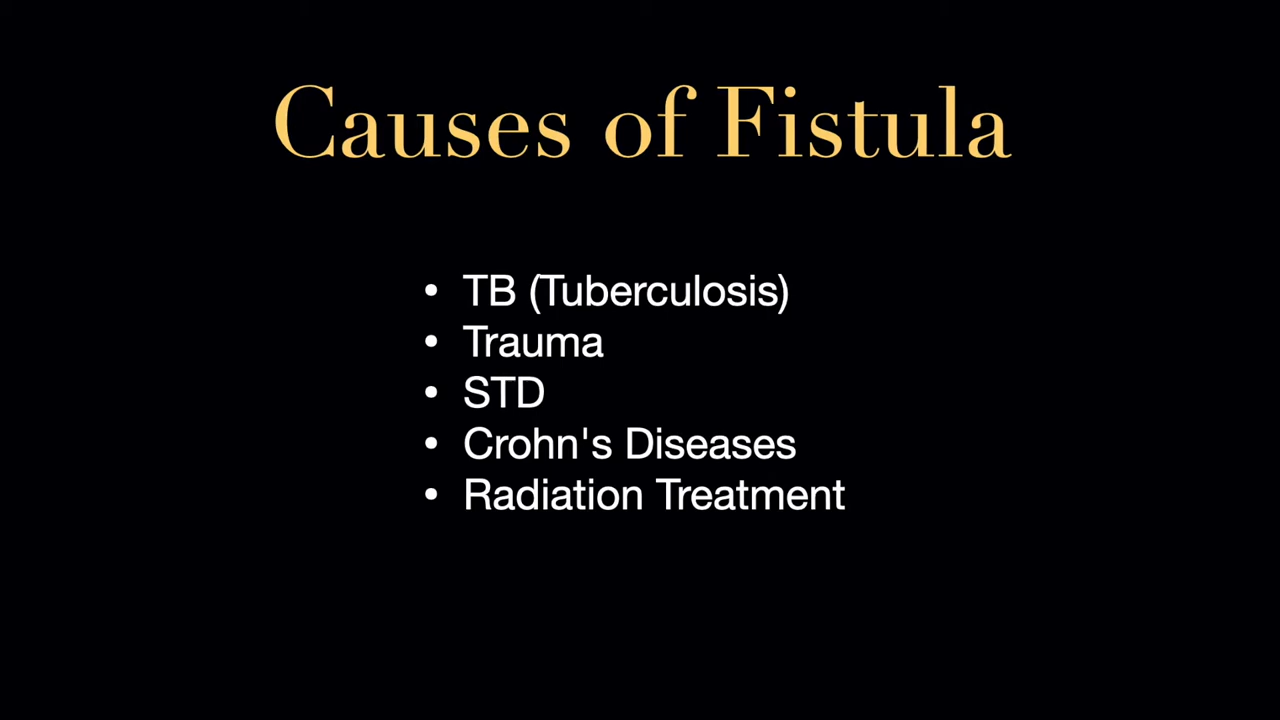 Causes of Fistula
• TB (Tuberculosis)
• Trauma
• STD
• Crohn's Diseases
• Radiation Treatment